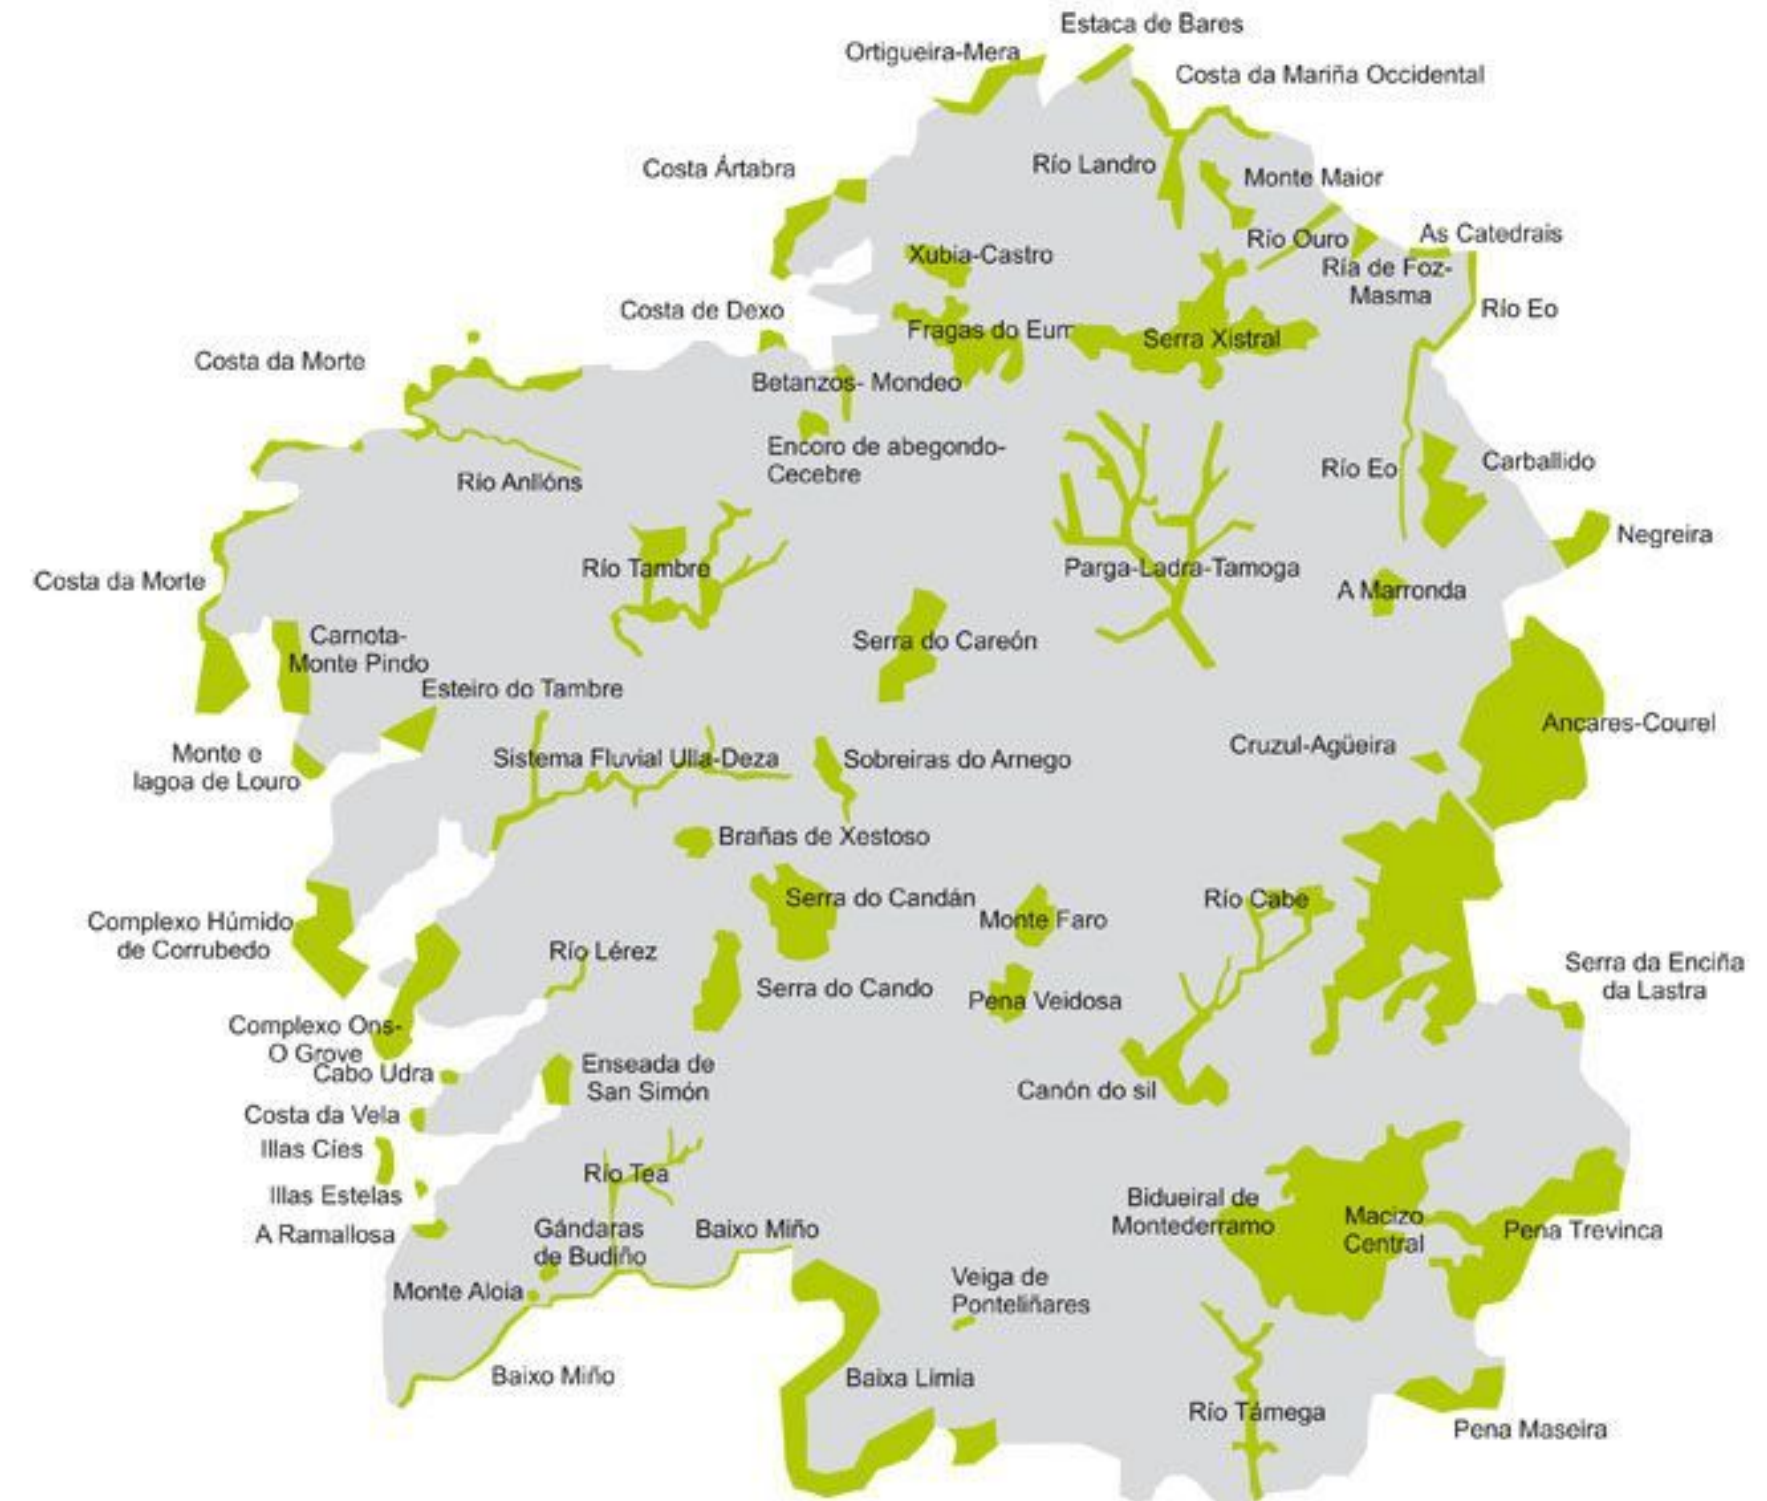 Estaca de Bares
Ortigueira-Mera
Costa da Mariña Occidental
Costa Ártabra
Río Landro
Monte Maior
Río Ouro
As Catedrais
Xubia-Castro
Ría de Foz-
Masma
Río Eo
Costa de Dexo
Fragas do Eum
Serra Xistral
Costa da Morte
Betanzos- Mondeo
Encoro de abegondo-
Cecebre
Río Anllóns
Río Eo
Carballido
Negreira
Río Tambre
Parga-Ladra-Tamoga
Costa da Morte
A Marronda
Carnota-
Monte Pindo
Serra do Careón
Esteiro do Tambre
Ancares-Courel
Cruzul-Agüeira
Monte e
lagoa de Louro
Sistema Fluvial Ulla-Deza
Sobreiras do Arnego
Brañas de Xestoso
Serra do Candán
Río Cabe
Monte Faro
Complexo Húmido
de Corrubedo
Río Lérez
Serra da Enciña
da Lastra
Serra do Cando
Pena Veidosa
Complexo Ons-
O Grove
Cabo Udra
Enseada de
San Simón
Canón do sil
Costa da Vela
Illas Cíes
Río Tea
Illas Estelas
Bidueiral de
Montederramo
Macizo
Central
Pena Trevinca
A Ramallosa
Gándaras
de Budiño
Baixo Miño
Veiga de
Ponteliñares
Monte Aloia
Baixo Miño
Baixa Limia
Río Támega
Pena Maseira